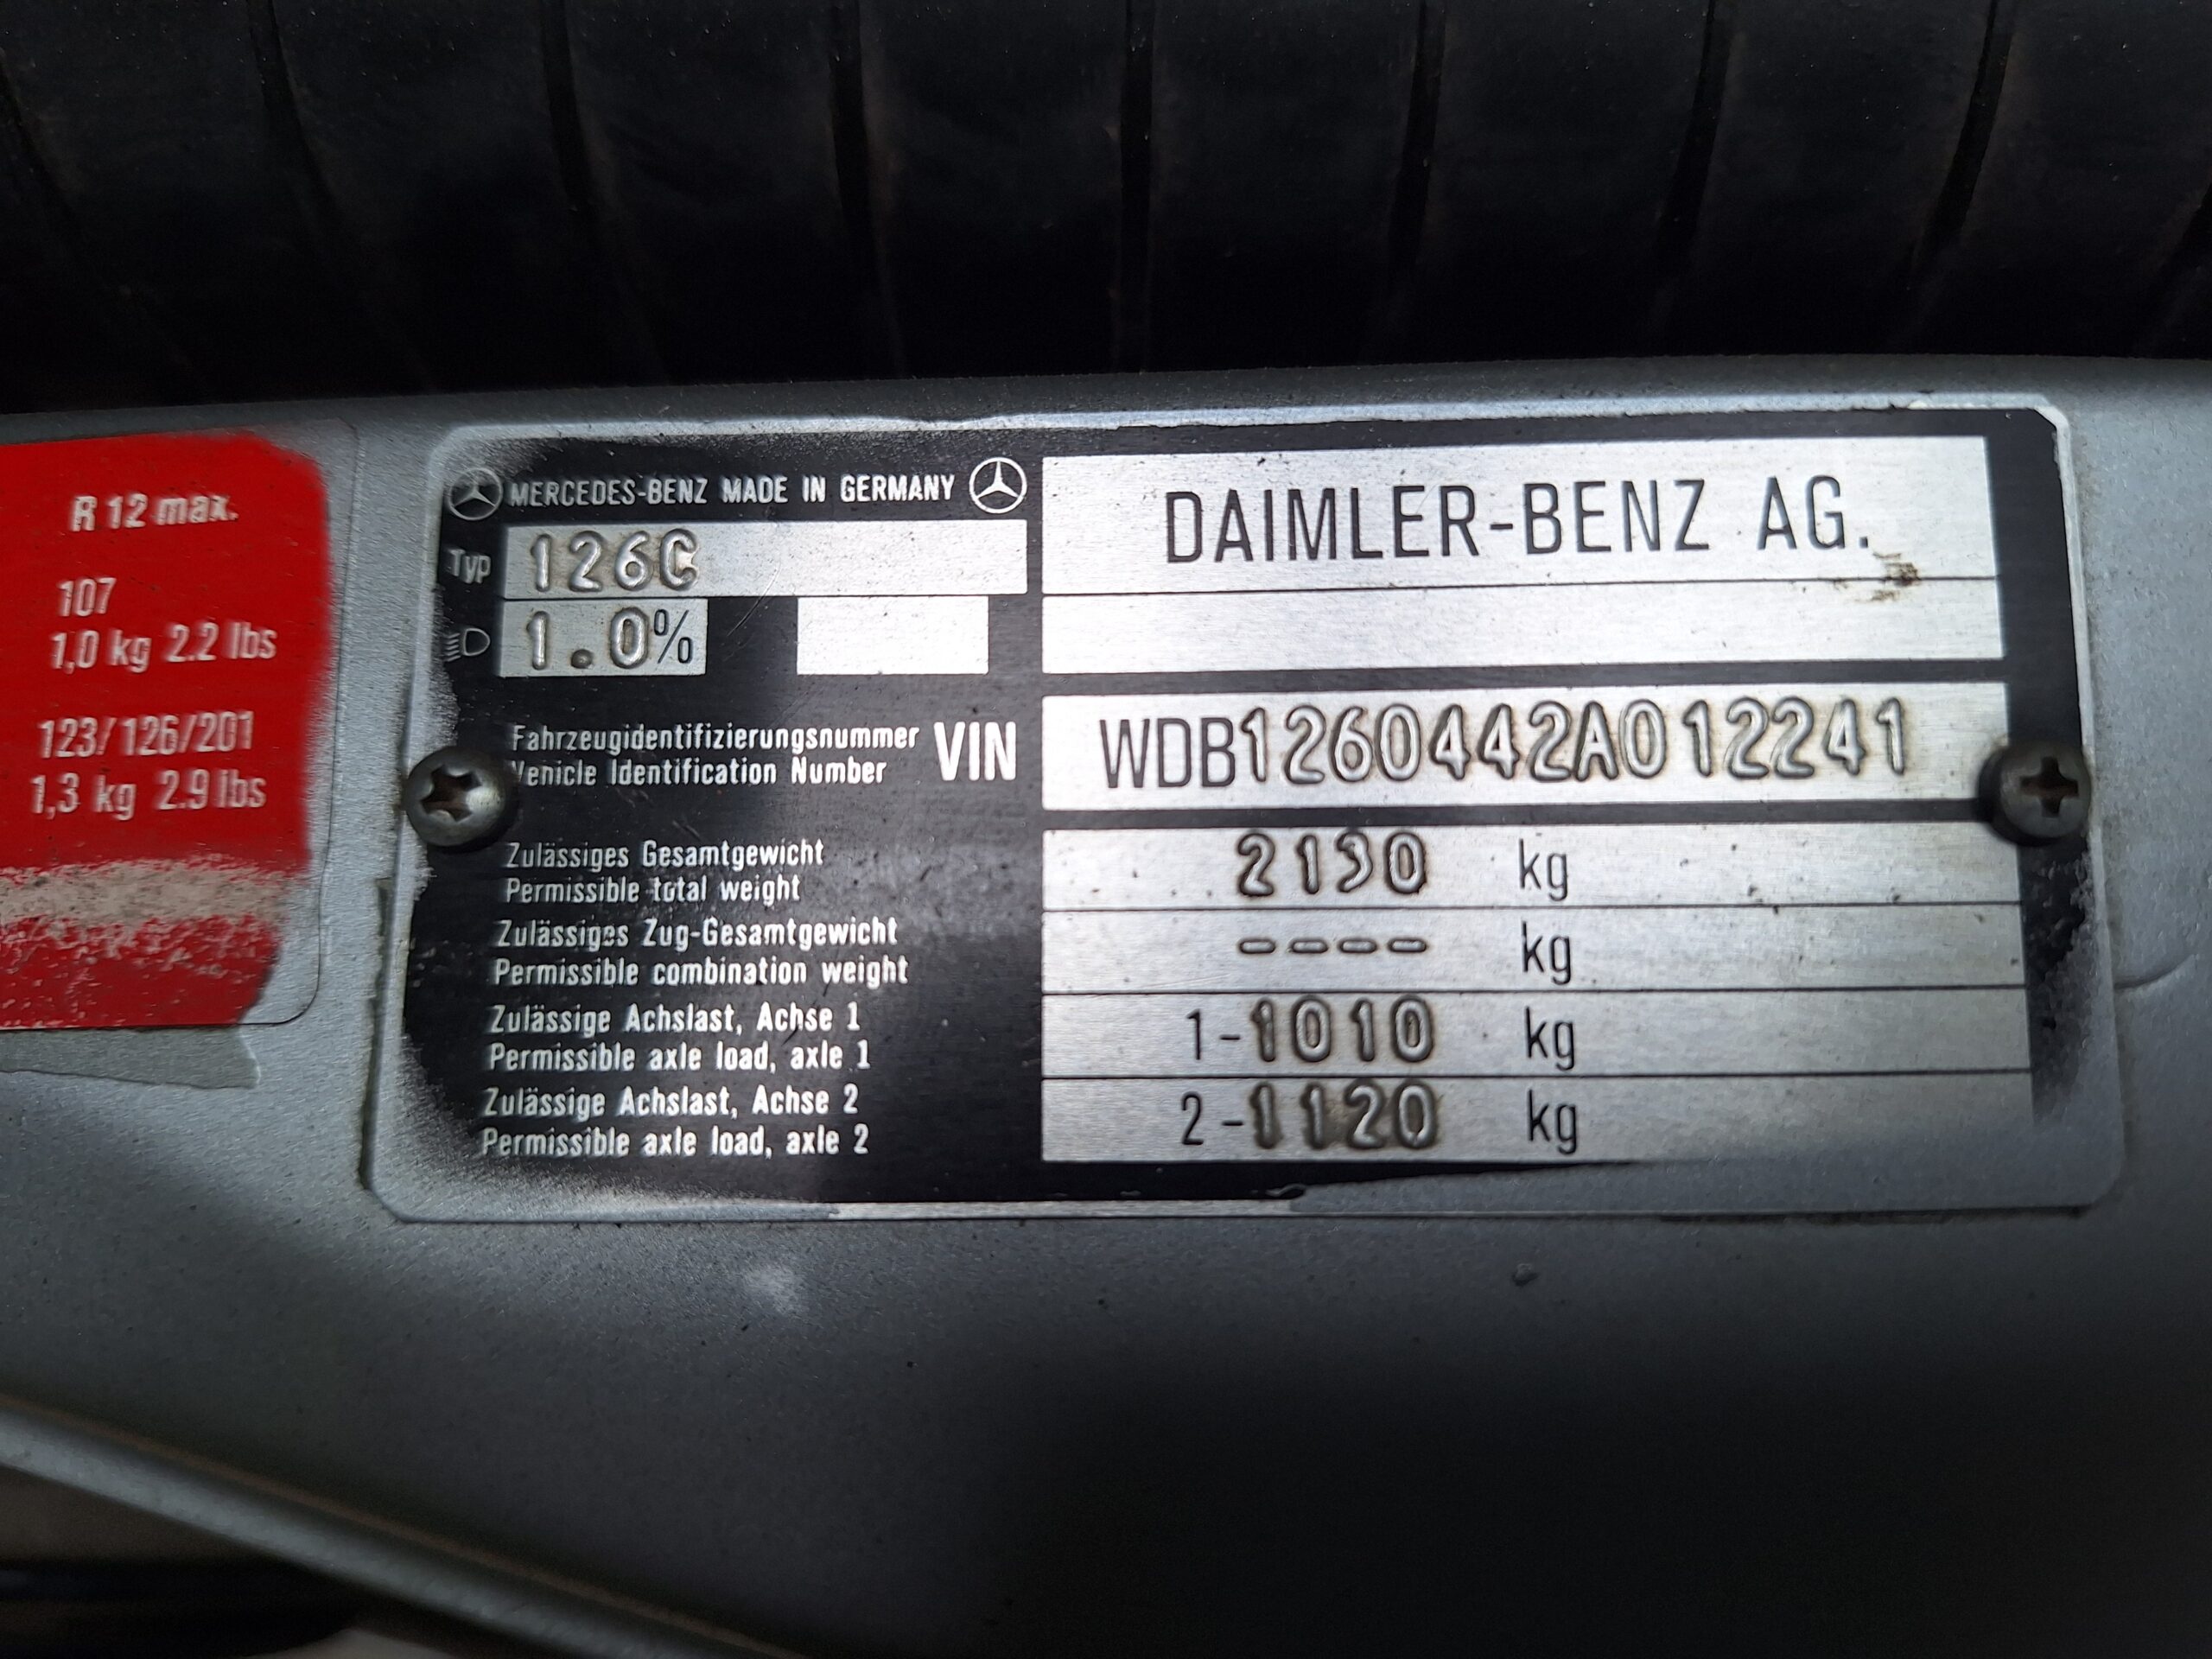 R 12 max.
107
1,0 kg 2.2 lbs
123/126/201
1,3 kg 2.9 lbs
MERCEDES-BENZ MADE IN GERMANY
DAIMLER-BENZ AG.
Typ 126C
1.0%
Fahrzeugidentifizierungsnummer
Vehicle Identification Number
VIN WDB1260442A012241
Zulässiges Gesamtgewicht
Permissible total weight
2130 kg
Zulässiges Zug-Gesamtgewicht
Permissible combination weight
---- kg
Zulässige Achslast, Achse 1
Permissible axle load, axle 1
1-1010 kg
Zulässige Achslast, Achse 2
Permissible axle load, axle 2
2-1120 kg